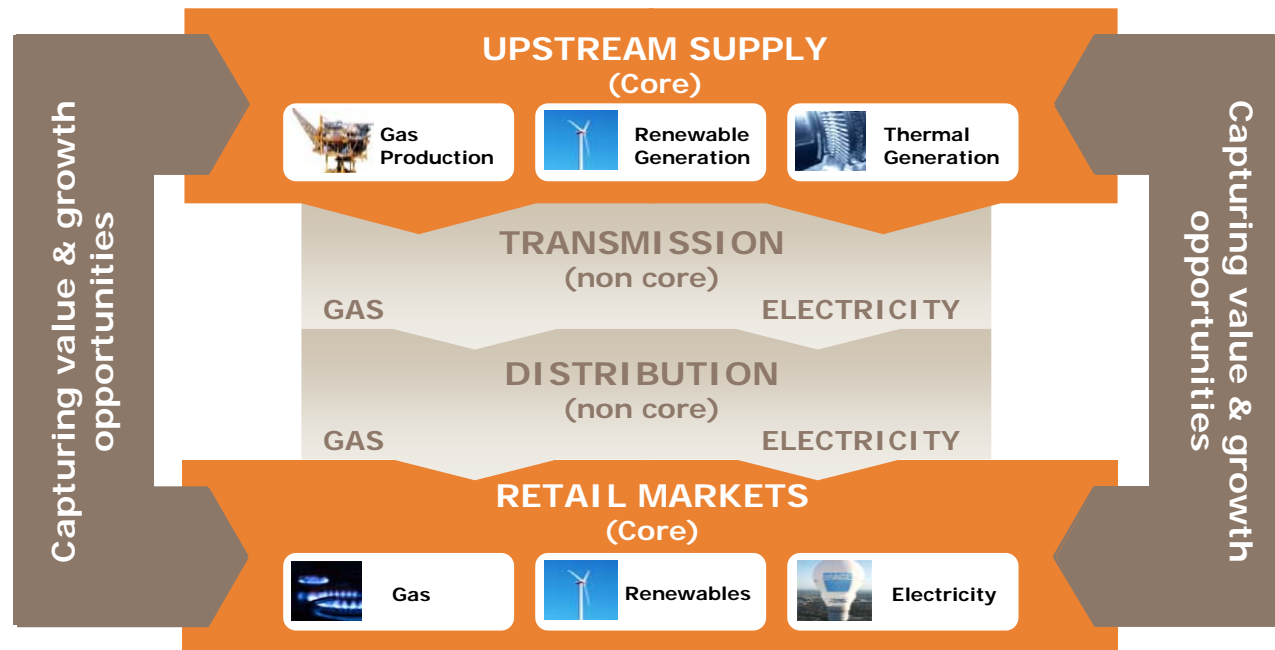 UPSTREAM SUPPLY
(Core)
Gas
Production
Renewable
Generation
Thermal
Generation
Capturing value & growth
opportunities
Capturing value & growth
opportunities
TRANSMISSION
(non core)
GAS
ELECTRICITY
DISTRIBUTION
(non core)
GAS
ELECTRICITY
RETAIL MARKETS
(Core)
Gas
Renewables
Electricity